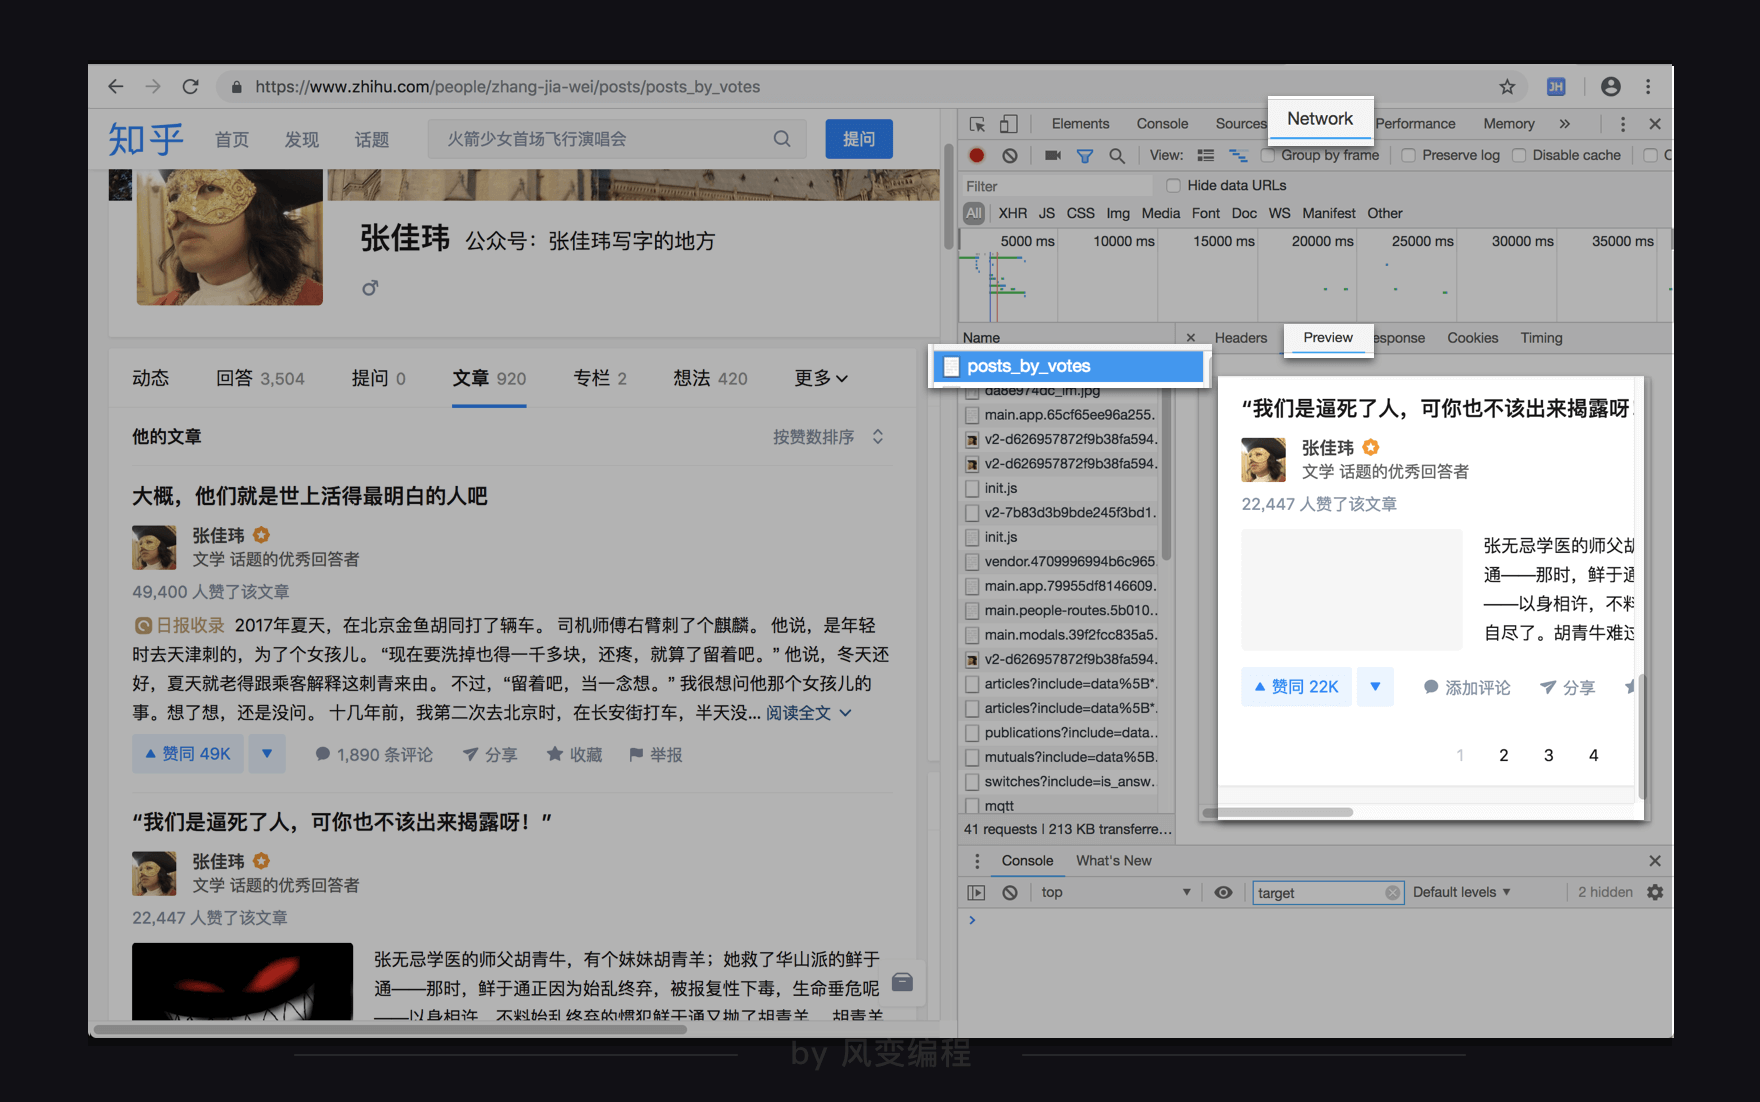 https://www.zhihu.com/people/zhang-jia-wei/posts/posts_by_votes
JH
知乎
首页
发现
话题
火箭少女首场飞行演唱会
提问
张佳玮 公众号：张佳玮写字的地方
动态
回答 3,504
提问 0
文章 920
专栏 2
想法 420
更多
他的文章
按赞数排序
大概，他们就是世上活得最明白的人吧
张佳玮
文学 话题的优秀回答者
49,400 人赞了该文章
日报收录 2017年夏天，在北京金鱼胡同打了辆车。 司机师傅右臂刺了个麒麟。 他说，是年轻
时去天津刺的，为了个女孩儿。 “现在要洗掉也得一千多块，还疼，就算了留着吧。” 他说，冬天还
好，夏天就老得跟乘客解释这刺青来由。 不过，“留着吧，当一念想。” 我很想问他那个女孩儿的
事。想了想，还是没问。 十几年前，我第二次去北京时，在长安街打车，半天没... 阅读全文
赞同 49K
1,890 条评论
分享
收藏
举报
“我们是逼死了人，可你也不该出来揭露呀！”
张佳玮
文学 话题的优秀回答者
22,447 人赞了该文章
张无忌学医的师父胡青牛，有个妹妹胡青羊；她救了华山派的鲜于
通——那时，鲜于通正因为始乱终弃，被报复性下毒，生命垂危呢
——以身相许，不料始乱终弃的惯犯鲜于通又抛了胡青羊。 胡青羊
Elements
Console
Sources
Network
Performance
Memory
View:
Group by frame
Preserve log
Disable cache
Filter
Hide data URLs
All XHR JS CSS Img Media Font Doc WS Manifest Other
5000 ms
10000 ms
15000 ms
20000 ms
25000 ms
30000 ms
35000 ms
Name
Headers
Preview
esponse
Cookies
Timing
posts_by_votes
da8e974dc_im.jpg
main.app.65cf65ee96a255.
v2-d626957872f9b38fa594.
v2-d626957872f9b38fa594.
init.js
v2-7b83d3b9bde245f3bd1.
init.js
vendor.4709996994b6c965.
main.app.79955df8146609.
main.people-routes.5b010..
main.modals.39f2fcc835a5.
v2-d626957872f9b38fa594.
articles?include=data%5B*.
articles?include=data%5B*.
publications?include=data..
mutuals?include=data%5B.
switches?include=is_answ.
mqtt
41 requests | 213 KB transferre...
“我们是逼死了人，可你也不该出来揭露呀
张佳玮
文学 话题的优秀回答者
22,447 人赞了该文章
张无忌学医的师父胡
通——那时，鲜于通
——以身相许，不料
自尽了。胡青牛难过
赞同 22K
添加评论
分享
1 2 3 4
Console
What's New
top
target
Default levels
2 hidden
by 风变编程